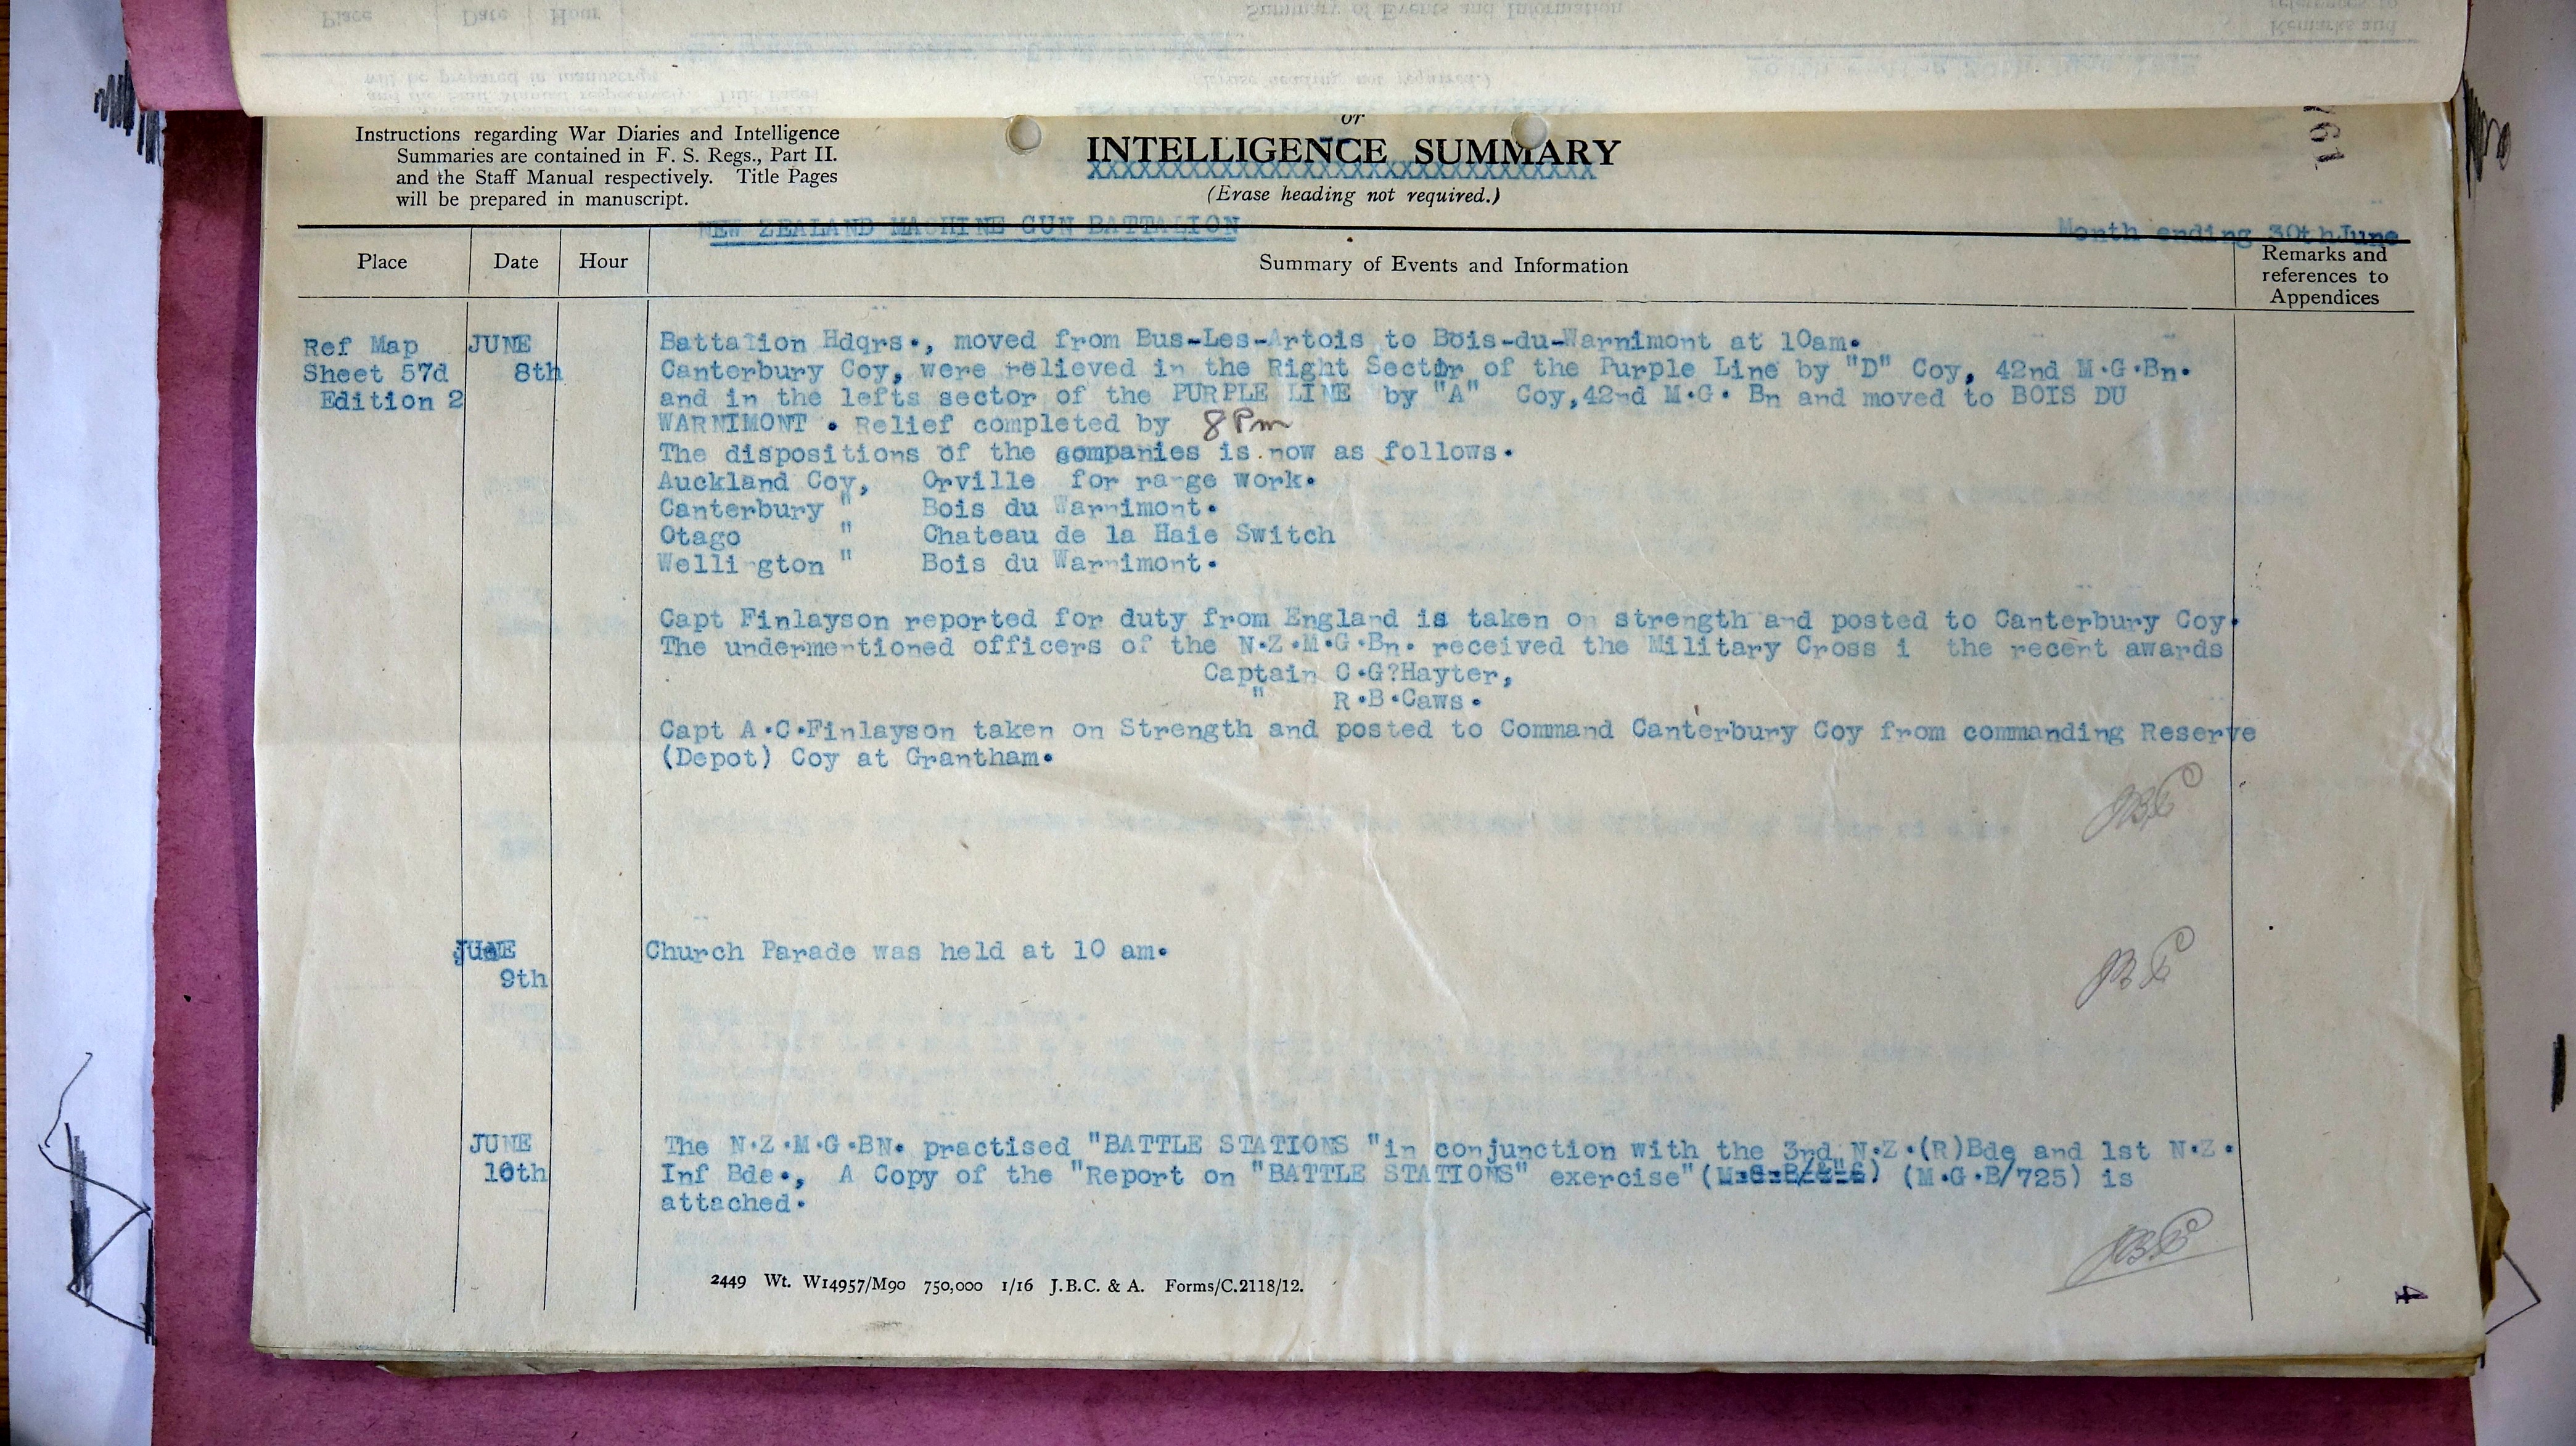 Instructions regarding War Diaries and Intelligence
Summaries are contained in F. S. Regs., Part II.
and the Staff Manual respectively. Title Pages
will be prepared in manuscript.
or
INTELLIGENCE SUMMARY
(Erase heading not required.)
NEW ZEALAND MACHINE GUN BATTALION
Month ending 30thJune
Place Date Hour Summary of Events and Information Remarks and
references to
Appendices
Ref Map
Sheet 57d
Edition 2
JUNE
8th
Battalion Hdqrs., moved from Bus-Les-Artois to Bois-du-Warnimont at 10am.
Canterbury Coy, were relieved in the Right Sector of the Purple Line by "D" Coy, 42nd M.G.Bn.
and in the lefts sector of the PURPLE LINE by "A" Coy,42nd M.G. Bn and moved to BOIS DU
WARNIMONT . Relief completed by 8 Pm
The dispositions of the companies is now as follows.
Auckland Coy, Orville for range work.
Canterbury " Bois du Warnimont.
Otago " Chateau de la Haie Switch
Wellington " Bois du Warnimont.
Capt Finlayson reported for duty from England is taken on strength and posted to Canterbury Coy.
The undermentioned officers of the N.Z.M.G.Bn. received the Military Cross i the recent awards
Captain C.G?Hayter,
" R.B.Caws.
Capt A.C.Finlayson taken on Strength and posted to Command Canterbury Coy from commanding Reserve
(Depot) Coy at Grantham.
JUNE
9th
Church Parade was held at 10 am.
JUNE
10th
The N.Z.M.G.BN. practised "BATTLE STATIONS "in conjunction with the 3rd N.Z.(R)Bde and 1st N.Z.
Inf Bde., A Copy of the "Report on "BATTLE STATIONS" exercise" (M.G.B/725) is
attached.
2449 Wt. W14957/M90 750,000 1/16 J.B.C. & A. Forms/C.2118/12.
4